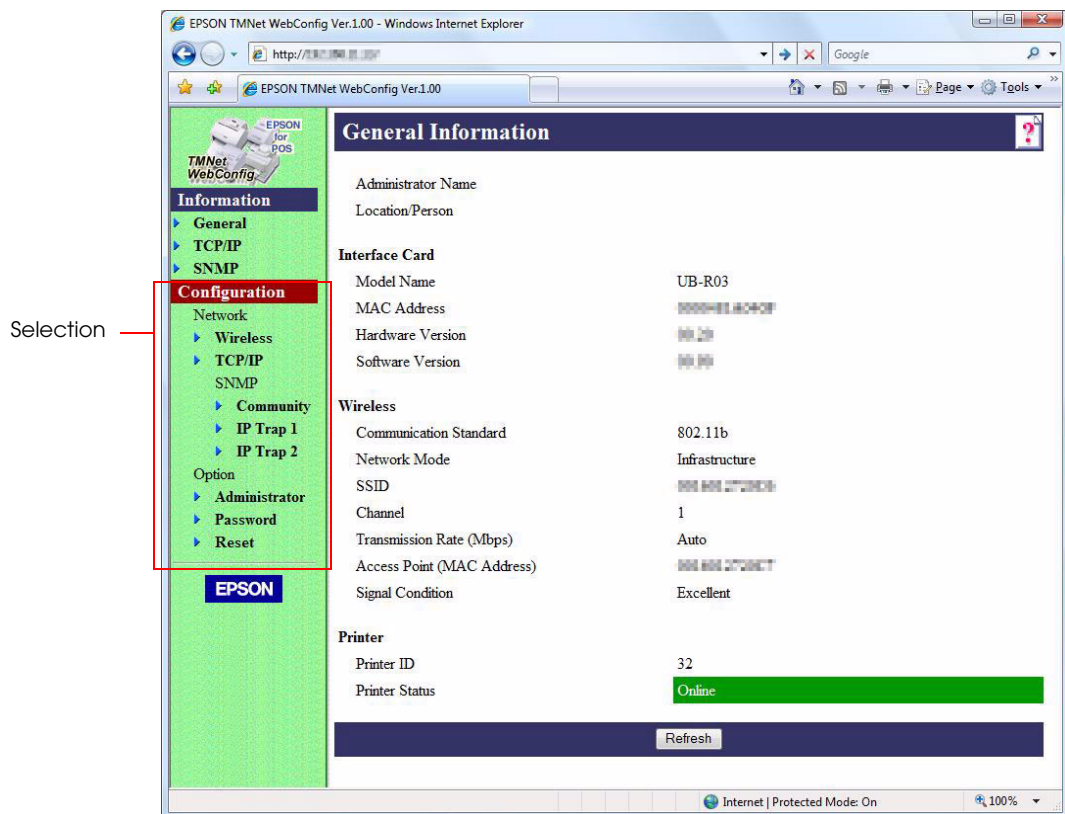 EPSON TMNet WebConfig Ver.1.00 - Windows Internet Explorer
http://
Google
EPSON TMNet WebConfig Ver.1.00
Page
Tools
EPSON
for
POS
TMNet
WebConfig
Information
General
TCP/IP
SNMP
Configuration
Network
Wireless
TCP/IP
SNMP
Community
IP Trap 1
IP Trap 2
Option
Administrator
Password
Reset
EPSON
Selection
General Information
?
Administrator Name
Location/Person
Interface Card
Model Name UB-R03
MAC Address
Hardware Version
Software Version
Wireless
Communication Standard 802.11b
Network Mode Infrastructure
SSID
Channel 1
Transmission Rate (Mbps) Auto
Access Point (MAC Address)
Signal Condition Excellent
Printer
Printer ID 32
Printer Status Online
Refresh
Internet | Protected Mode: On
100%